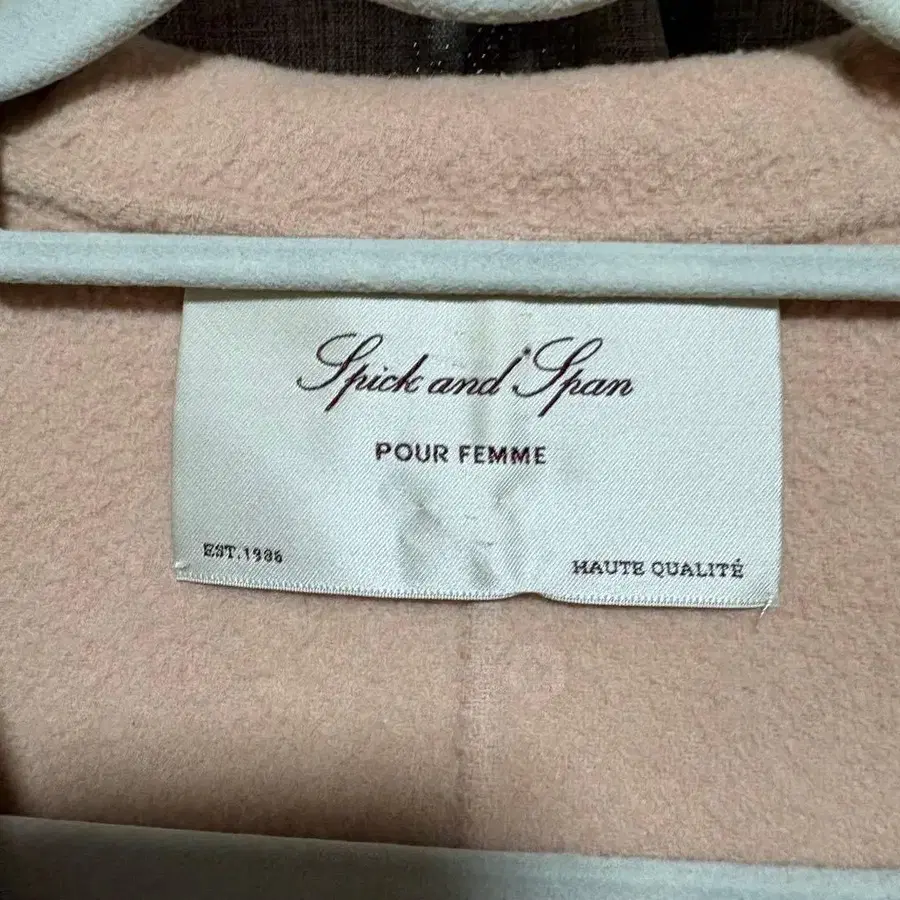 Spick and Span
POUR FEMME
EST.1986
HAUTE QUALITÉ